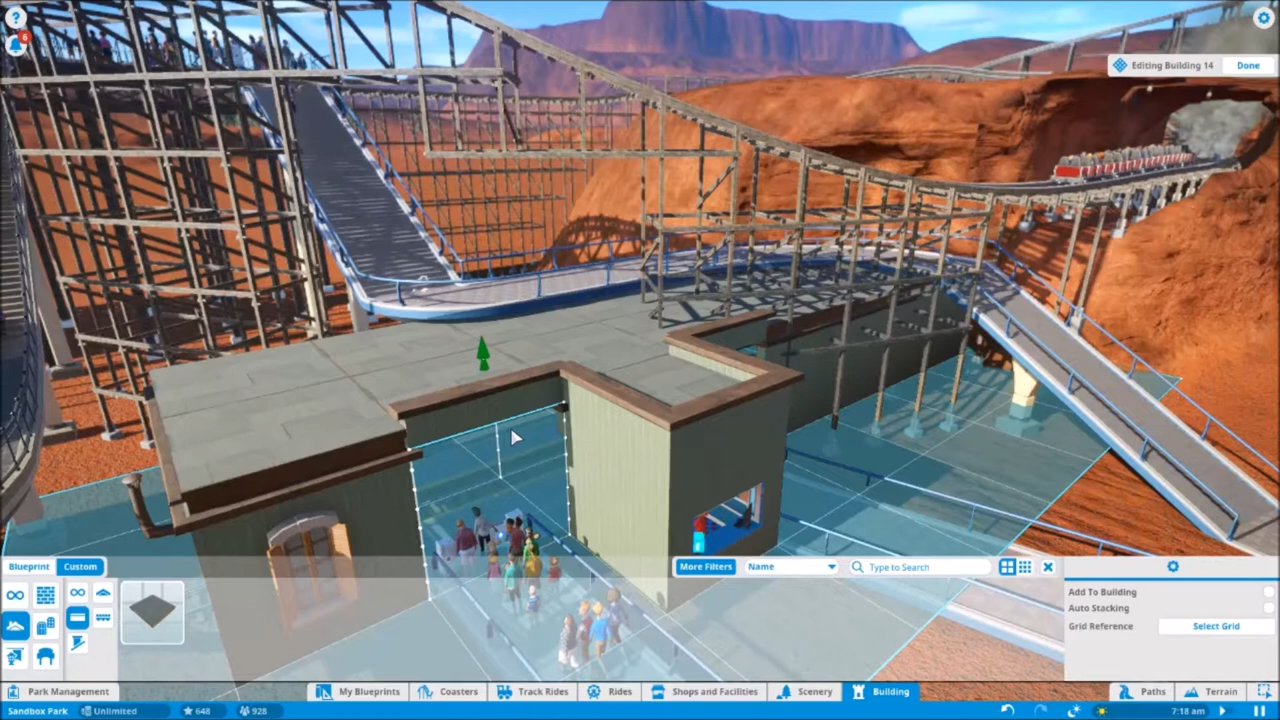 ?
6
Editing Building 14 Done
Blueprint Custom
More Filters Name Type to Search
Add To Building
Auto Stacking
Grid Reference Select Grid
Park Management My Blueprints Coasters Track Rides Rides Shops and Facilities Scenery Building Paths Terrain
Sandbox Park Unlimited 648 928 7:18 am